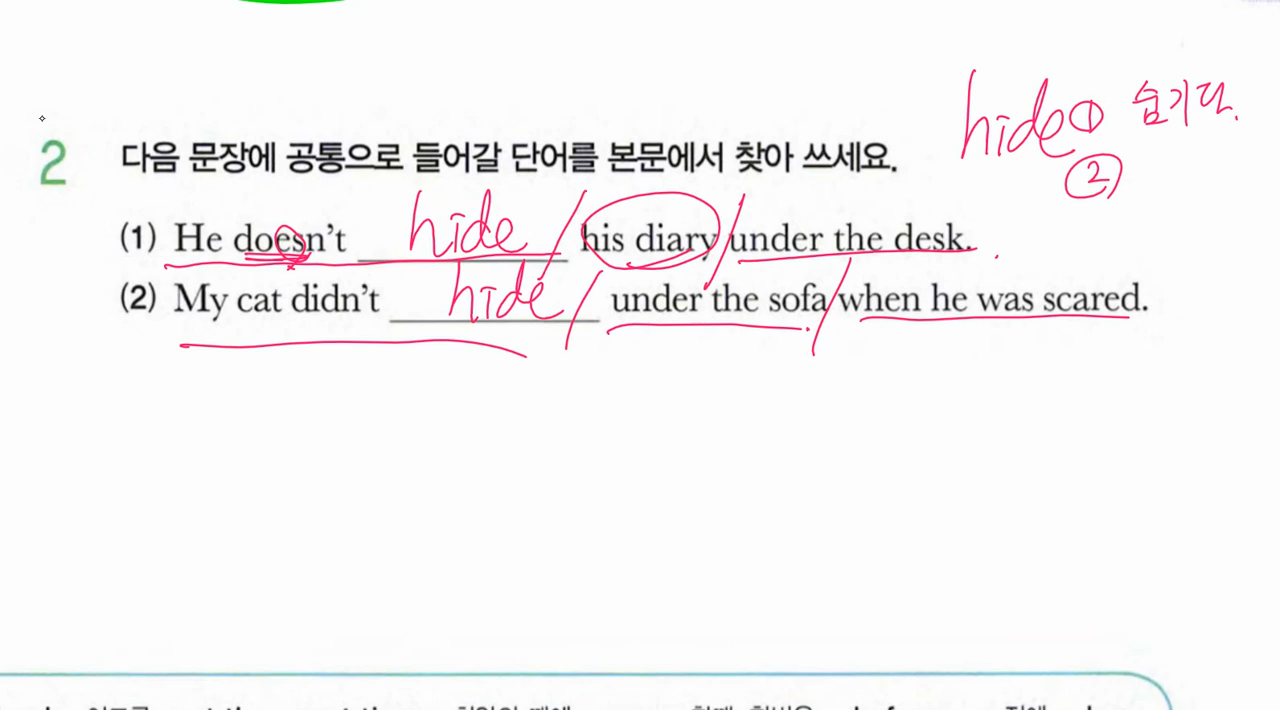 hide ① 숨기다.
②
2 다음 문장에 공통으로 들어갈 단어를 본문에서 찾아 쓰세요.
(1) He doesn't hide / his diary / under the desk.
(2) My cat didn't hide / under the sofa / when he was scared.